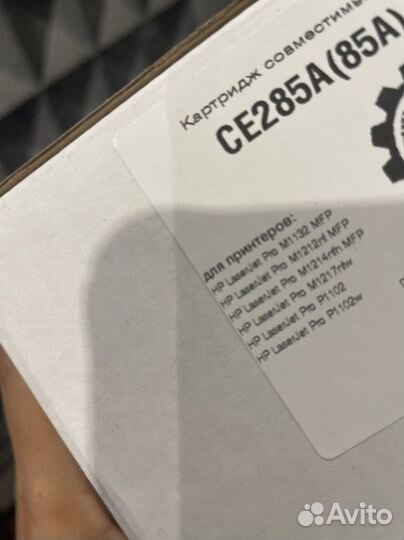 Картридж совместимы
CE285A(85A)
для принтеров:
HP LaserJet Pro M1132 MFP
HP LaserJet Pro M1212nf MFP
HP LaserJet Pro M1214nfh MFP
HP LaserJet Pro M1217nfw
HP LaserJet Pro P1102
HP LaserJet Pro P1102w
Avito